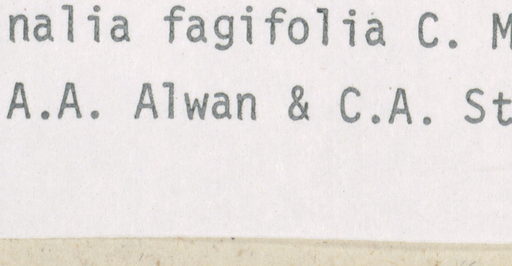 nalia fagifolia C. M
A.A. Alwan & C.A. St